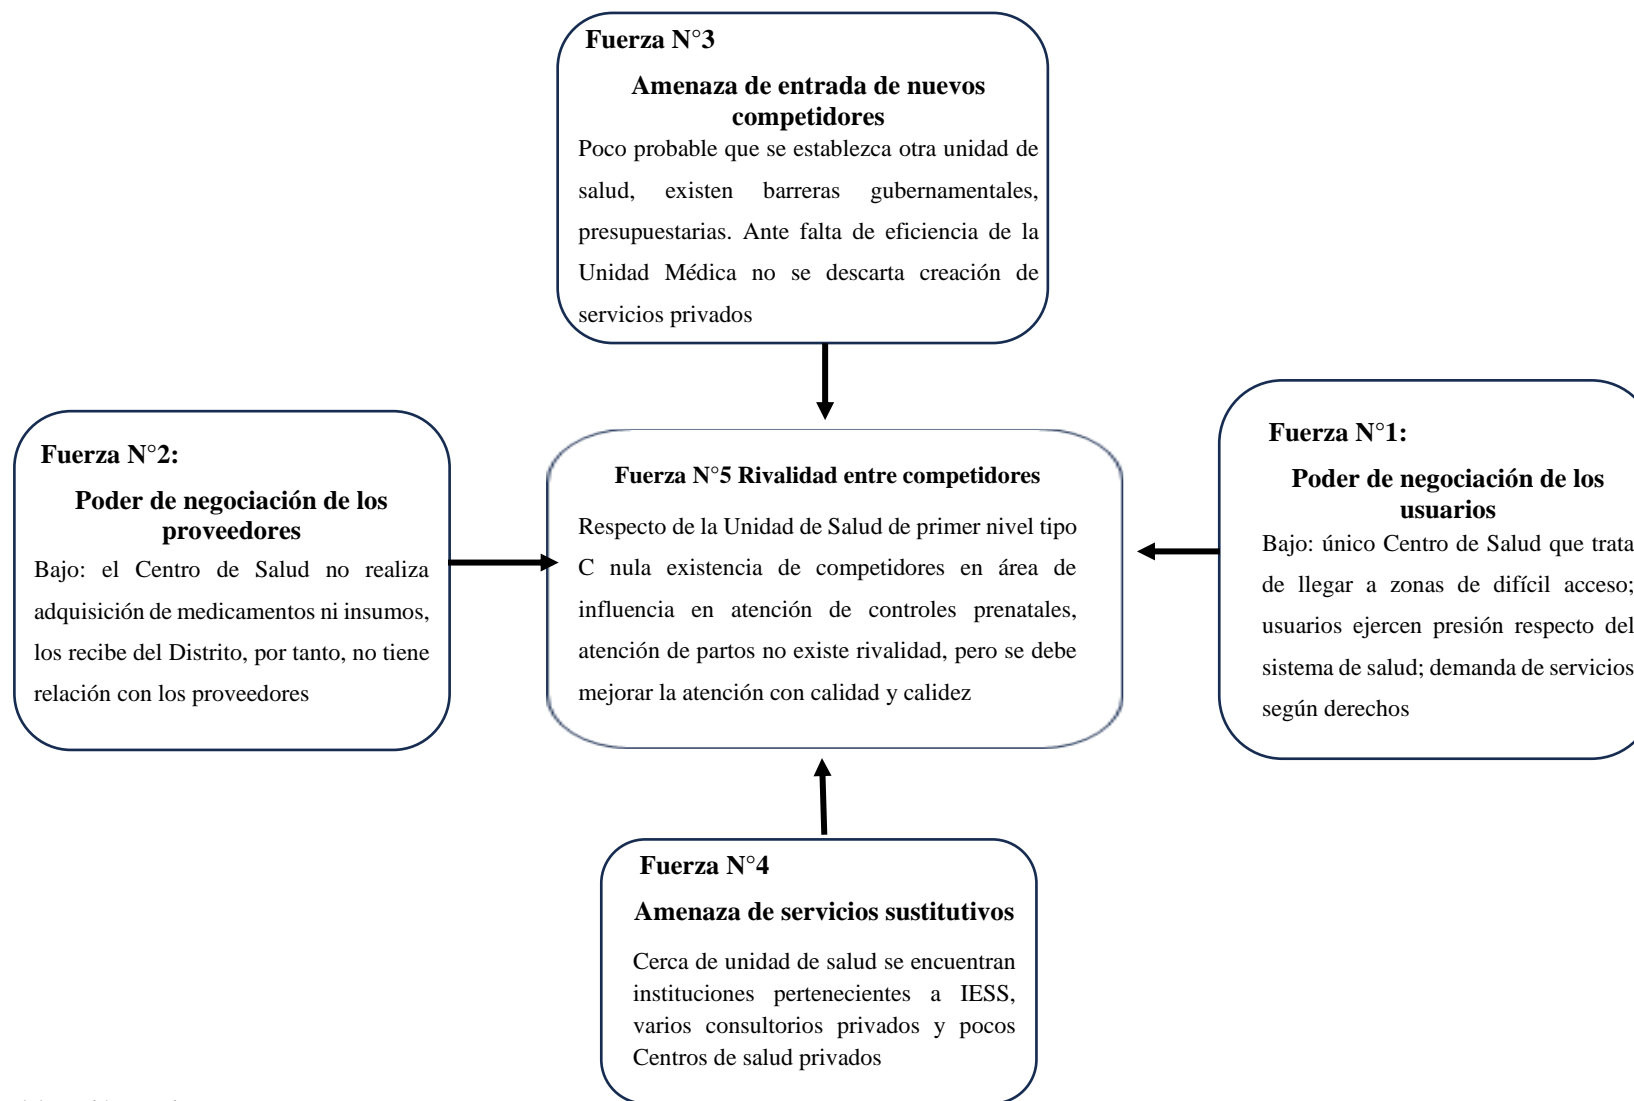 Fuerza N°3
Amenaza de entrada de nuevos
competidores
Poco probable que se establezca otra unidad de
salud, existen barreras gubernamentales,
presupuestarias. Ante falta de eficiencia de la
Unidad Médica no se descarta creación de
servicios privados
Fuerza N°2:
Poder de negociación de los
proveedores
Bajo: el Centro de Salud no realiza
adquisición de medicamentos ni insumos,
los recibe del Distrito, por tanto, no tiene
relación con los proveedores
Fuerza N°5 Rivalidad entre competidores
Respecto de la Unidad de Salud de primer nivel tipo
C nula existencia de competidores en área de
influencia en atención de controles prenatales,
atención de partos no existe rivalidad, pero se debe
mejorar la atención con calidad y calidez
Fuerza N°1:
Poder de negociación de los
usuarios
Bajo: único Centro de Salud que trata
de llegar a zonas de difícil acceso;
usuarios ejercen presión respecto del
sistema de salud; demanda de servicios
según derechos
Fuerza N°4
Amenaza de servicios sustitutivos
Cerca de unidad de salud se encuentran
instituciones pertenecientes a IESS,
varios consultorios privados y pocos
Centros de salud privados